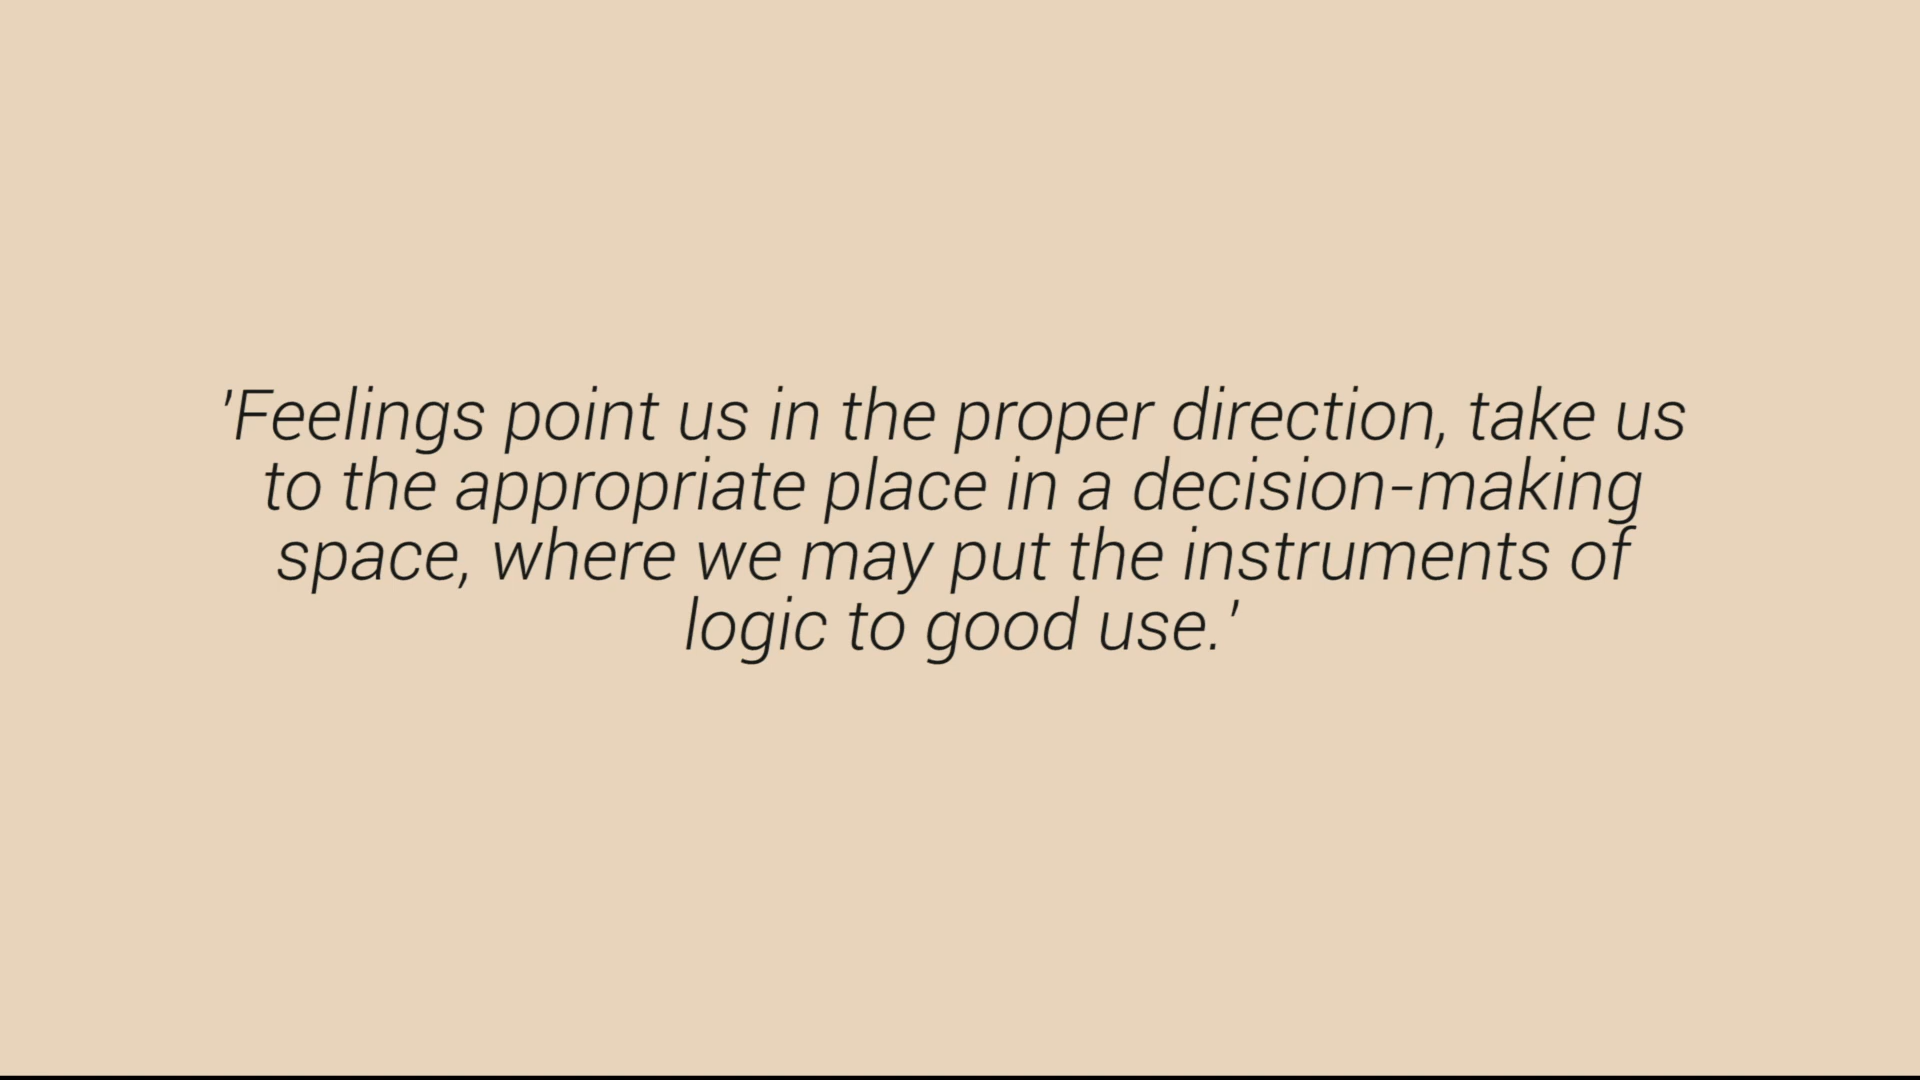 'Feelings point us in the proper direction, take us
to the appropriate place in a decision-making
space, where we may put the instruments of
logic to good use.'